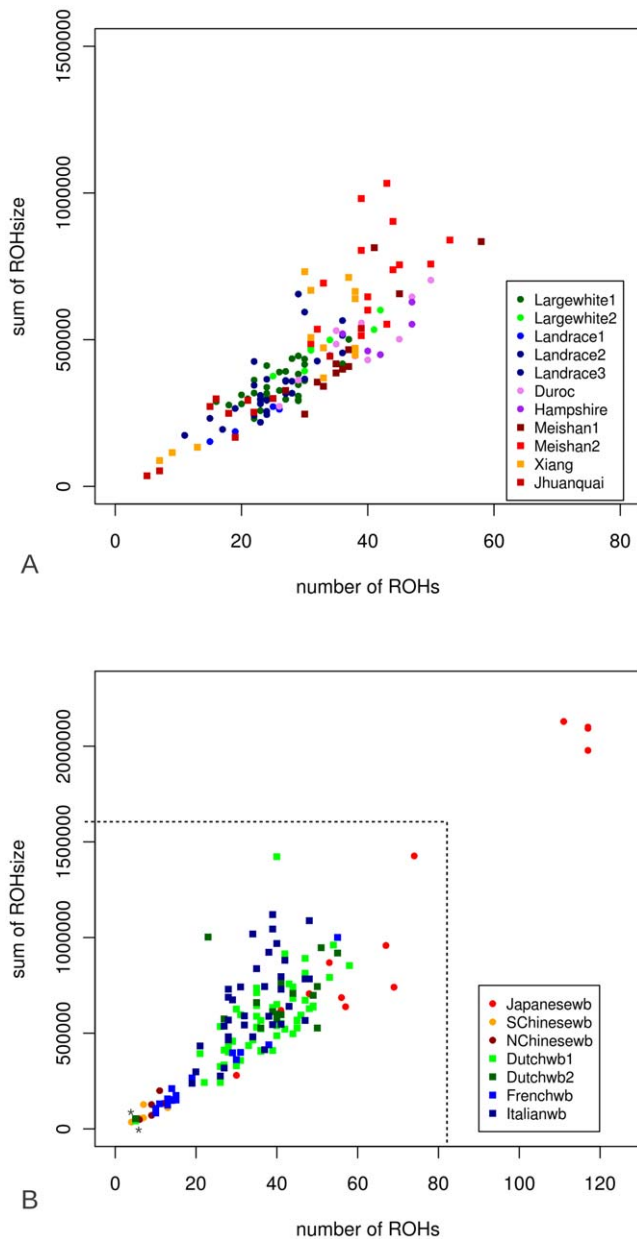 1500000
1000000
500000
0
sum of ROHsize
Largewhite1
Largewhite2
Landrace1
Landrace2
Landrace3
Duroc
Hampshire
Meishan1
Meishan2
Xiang
Jhuanquai
0 20 40 60 80
number of ROHs
A
2000000
1500000
1000000
500000
0
sum of ROHsize
Japanesewb
SChinesewb
NChinesewb
Dutchwb1
Dutchwb2
Frenchwb
Italianwb
*
*
0 20 40 60 80 100 120
number of ROHs
B